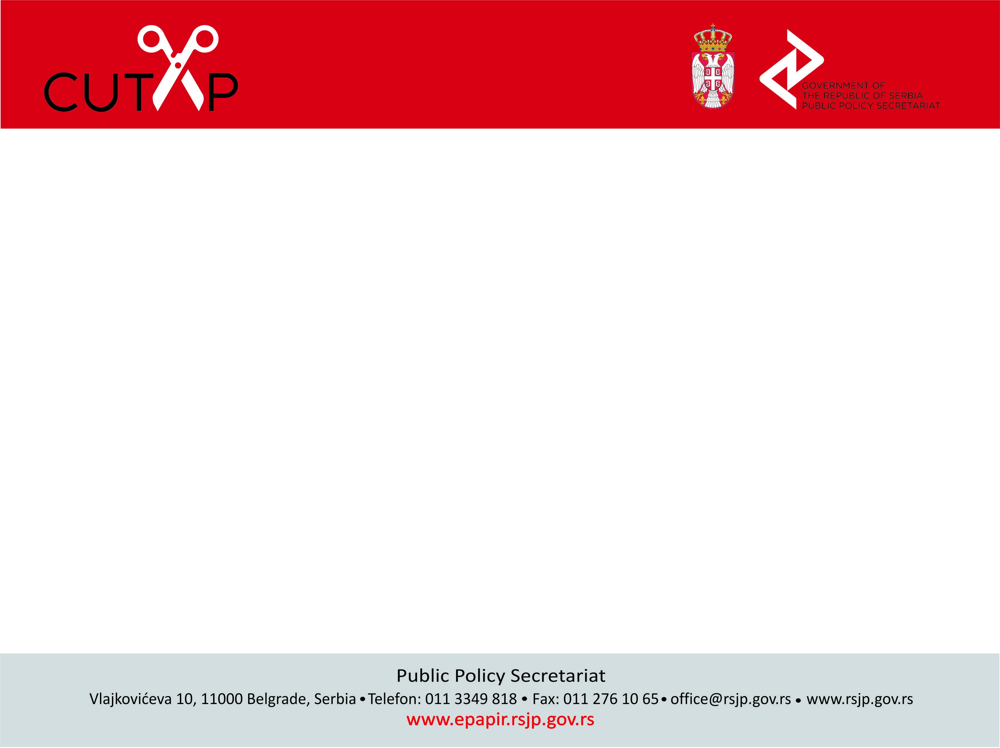 CUTAP
GOVERNMENT OF
THE REPUBLIC OF SERBIA
PUBLIC POLICY SECRETARIAT
Public Policy Secretariat
Vlajkovićeva 10, 11000 Belgrade, Serbia • Telefon: 011 3349 818 • Fax: 011 276 10 65 • office@rsjp.gov.rs • www.rsjp.gov.rs
www.epapir.rsjp.gov.rs